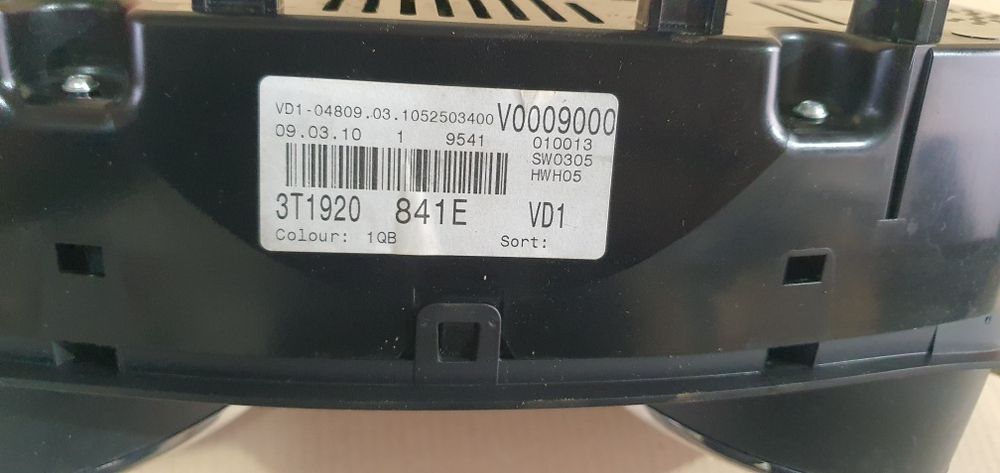 VD1-04809.03.1052503400 V0009000
09.03.10 1 9541 010013
SW0305
HWH05
3T1920 841E VD1
Colour: 1QB Sort: